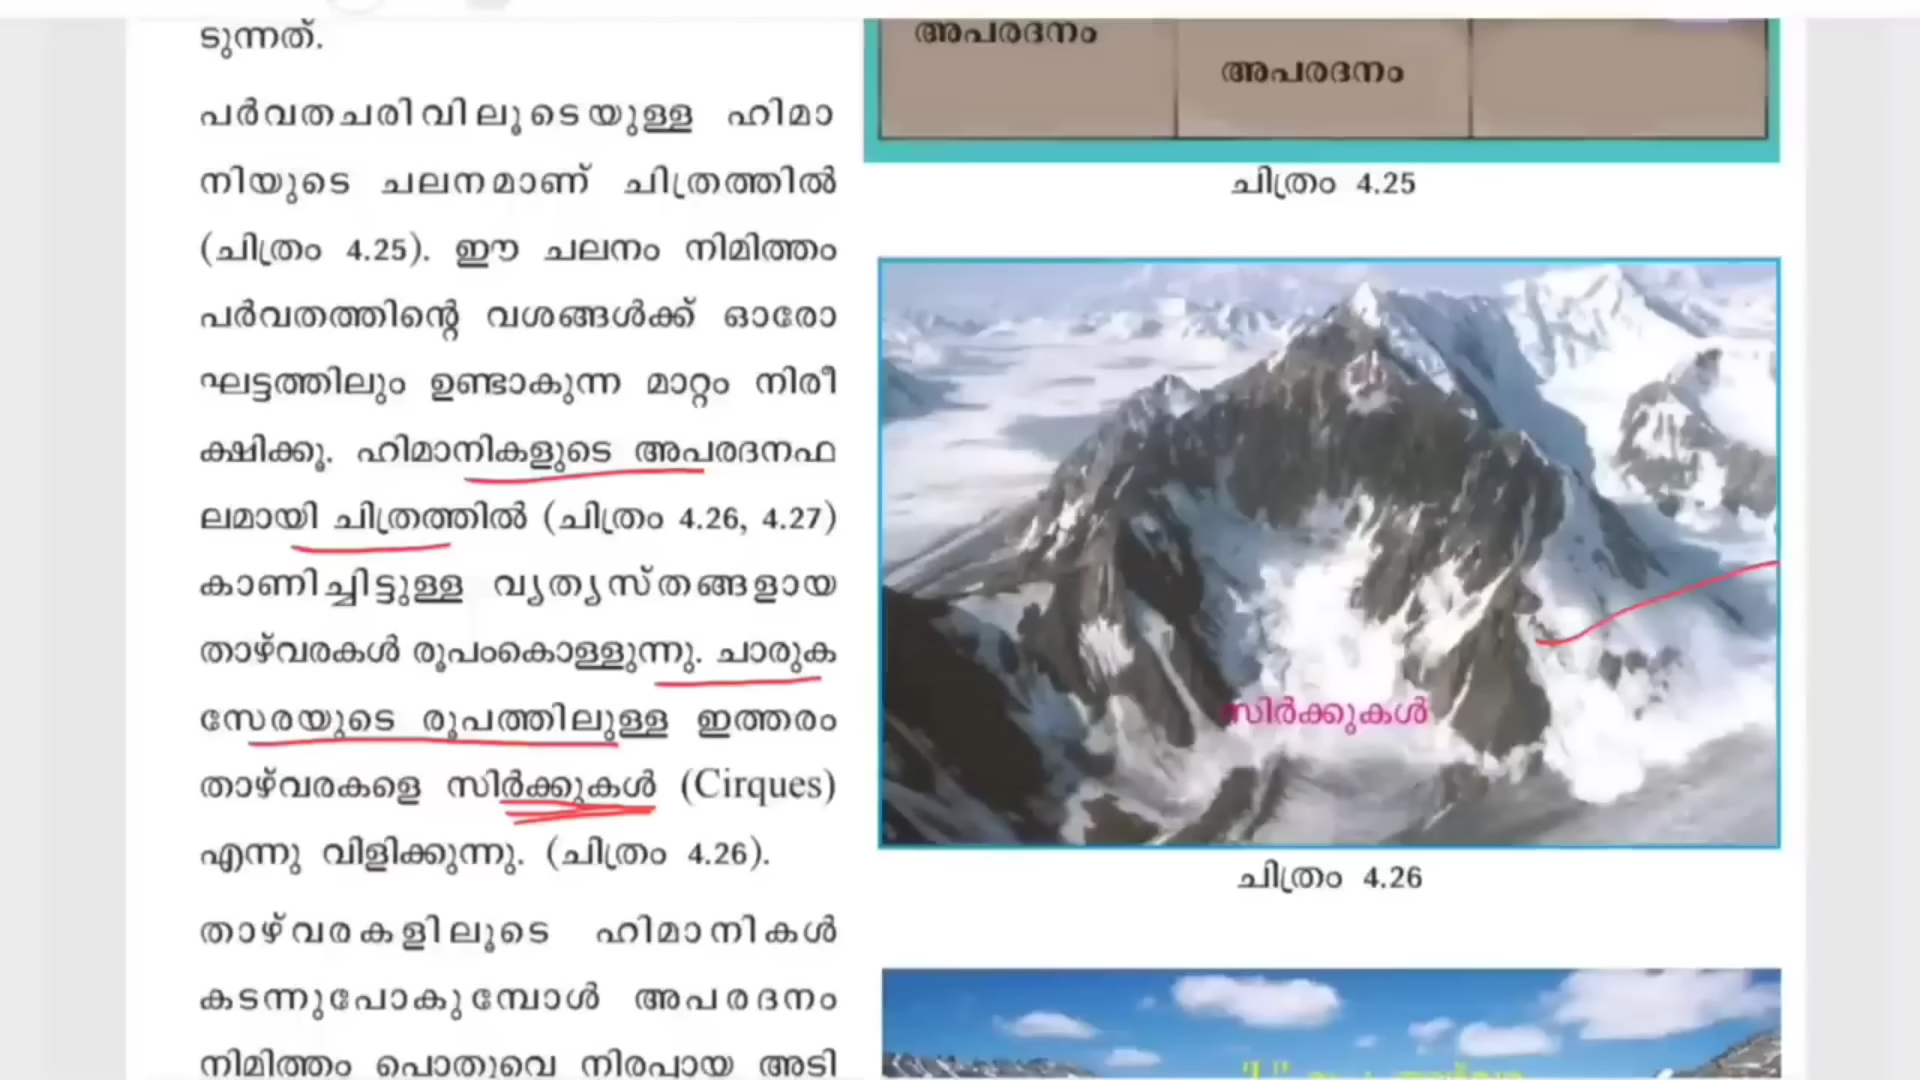 ടുന്നത്.
പർവതചരിവിലൂടെയുള്ള ഹിമാ
നിയുടെ ചലനമാണ് ചിത്രത്തിൽ
(ചിത്രം 4.25). ഈ ചലനം നിമിത്തം
പർവതത്തിന്റെ വശങ്ങൾക്ക് ഓരോ
ഘട്ടത്തിലും ഉണ്ടാകുന്ന മാറ്റം നിരീ
ക്ഷിക്കൂ. ഹിമാനികളുടെ അപരദനഫ
ലമായി ചിത്രത്തിൽ (ചിത്രം 4.26, 4.27)
കാണിച്ചിട്ടുള്ള വ്യത്യസ്തങ്ങളായ
താഴ്‌വരകൾ രൂപംകൊള്ളുന്നു. ചാരുക
സേരയുടെ രൂപത്തിലുള്ള ഇത്തരം
താഴ്‌വരകളെ സിർക്കുകൾ (Cirques)
എന്നു വിളിക്കുന്നു. (ചിത്രം 4.26).
താഴ്‌വരകളിലൂടെ ഹിമാനികൾ
കടന്നുപോകുമ്പോൾ അപരദനം
നിമിത്തം പൊതുവെ നിരപ്പായ അടി
അപരദനം
അപരദനം
ചിത്രം 4.25
സിർക്കുകൾ
ചിത്രം 4.26